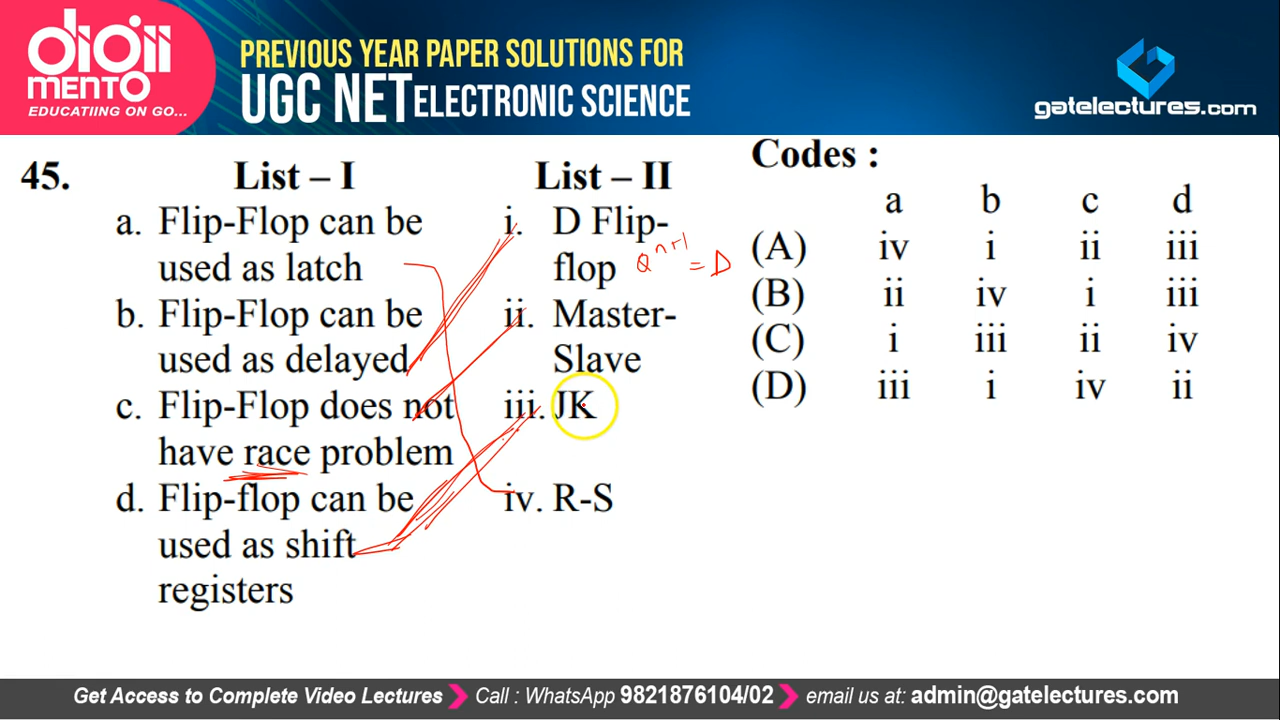 dioii
MENTO
EDUCATIING ON GO...
PREVIOUS YEAR PAPER SOLUTIONS FOR
UGC NET ELECTRONIC SCIENCE
gatelectures.com
45. List – I List – II
a. Flip-Flop can be i. D Flip-
used as latch flop Qⁿ⁺¹ = D
b. Flip-Flop can be ii. Master-
used as delayed Slave
c. Flip-Flop does not iii. JK
have race problem
d. Flip-flop can be iv. R-S
used as shift
registers
Codes :
a b c d
(A) iv i ii iii
(B) ii iv i iii
(C) i iii ii iv
(D) iii i iv ii
Get Access to Complete Video Lectures Call : WhatsApp 9821876104/02 email us at: admin@gatelectures.com